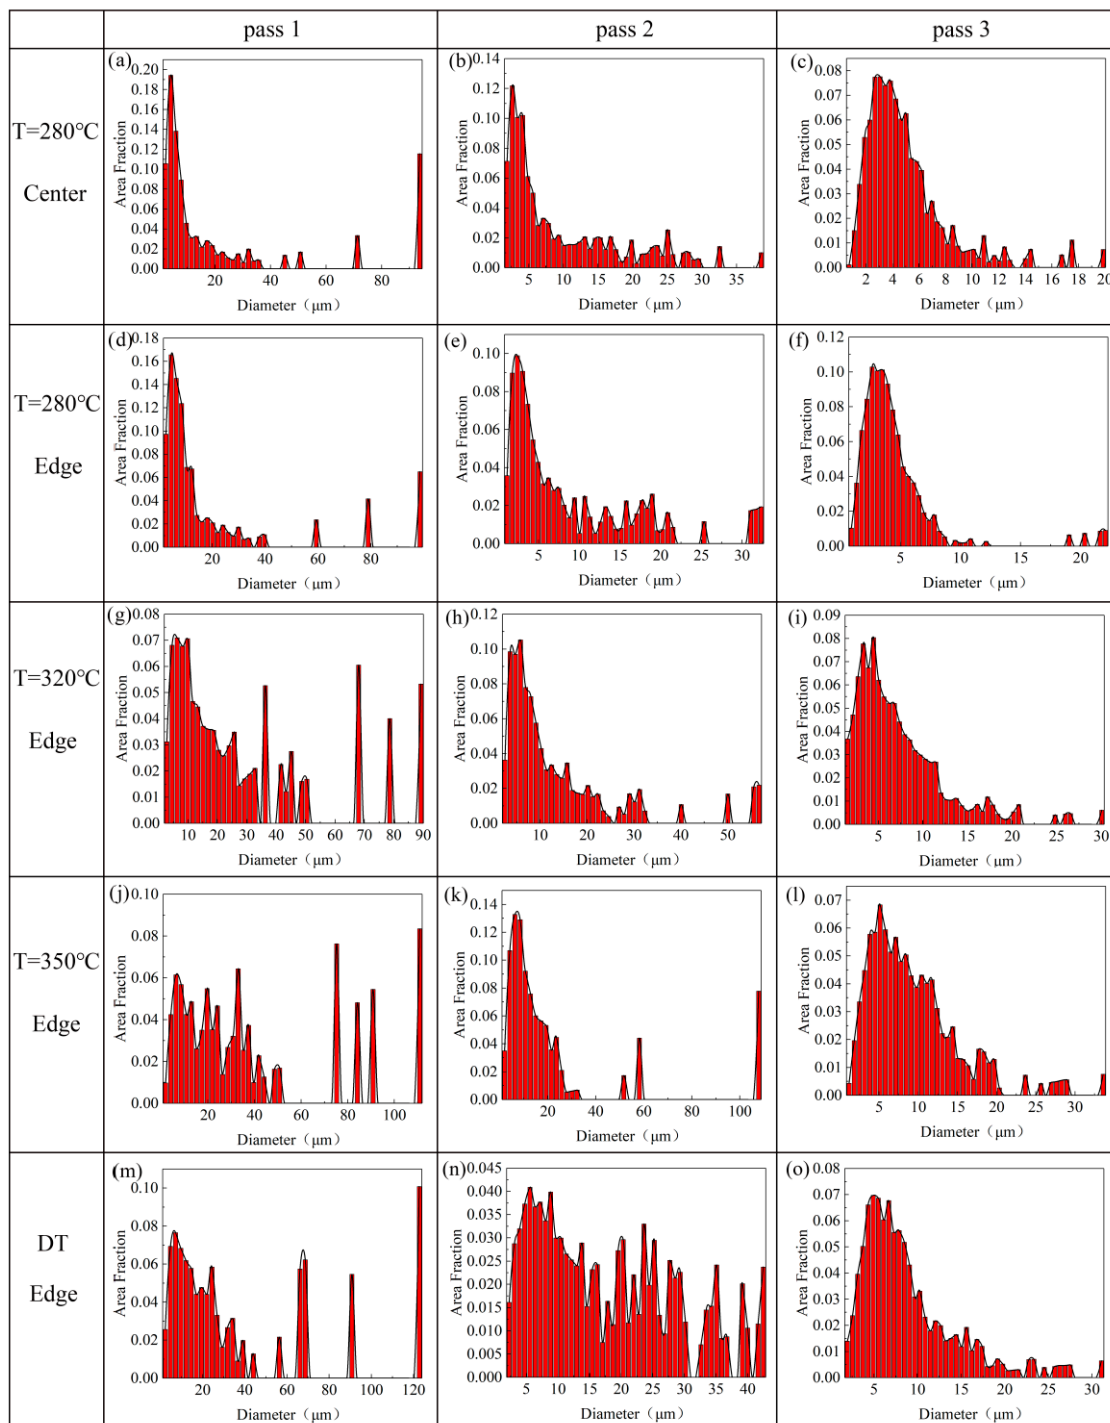 pass 1 pass 2 pass 3
T=280℃
Center
(a)
Area Fraction
0.20
0.18
0.16
0.14
0.12
0.10
0.08
0.06
0.04
0.02
0.00
20 40 60 80
Diameter（μm）
(b)
Area Fraction
0.14
0.12
0.10
0.08
0.06
0.04
0.02
0.00
5 10 15 20 25 30 35
Diameter（μm）
(c)
Area Fraction
0.08
0.07
0.06
0.05
0.04
0.03
0.02
0.01
0.00
2 4 6 8 10 12 14 16 18 20
Diameter（μm）
T=280℃
Edge
(d)
Area Fraction
0.18
0.16
0.14
0.12
0.10
0.08
0.06
0.04
0.02
0.00
20 40 60 80
Diameter（μm）
(e)
Area Fraction
0.10
0.08
0.06
0.04
0.02
0.00
5 10 15 20 25 30
Diameter（μm）
(f)
Area Fraction
0.12
0.10
0.08
0.06
0.04
0.02
0.00
5 10 15 20
Diameter（μm）
T=320℃
Edge
(g)
Area Fraction
0.08
0.07
0.06
0.05
0.04
0.03
0.02
0.01
0.00
10 20 30 40 50 60 70 80 90
Diameter（μm）
(h)
Area Fraction
0.12
0.10
0.08
0.06
0.04
0.02
0.00
10 20 30 40 50
Diameter（μm）
(i)
Area Fraction
0.09
0.08
0.07
0.06
0.05
0.04
0.03
0.02
0.01
0.00
5 10 15 20 25 30
Diameter（μm）
T=350℃
Edge
(j)
Area Fraction
0.10
0.08
0.06
0.04
0.02
0.00
20 40 60 80 100
Diameter（μm）
(k)
Area Fraction
0.14
0.12
0.10
0.08
0.06
0.04
0.02
0.00
20 40 60 80 100
Diameter（μm）
(l)
Area Fraction
0.07
0.06
0.05
0.04
0.03
0.02
0.01
0.00
5 10 15 20 25 30
Diameter（μm）
DT
Edge
(m)
Area Fraction
0.10
0.08
0.06
0.04
0.02
0.00
20 40 60 80 100 120
Diameter（μm）
(n)
Area Fraction
0.045
0.040
0.035
0.030
0.025
0.020
0.015
0.010
0.005
0.000
5 10 15 20 25 30 35 40
Diameter（μm）
(o)
Area Fraction
0.08
0.07
0.06
0.05
0.04
0.03
0.02
0.01
0.00
5 10 15 20 25 30
Diameter（μm）